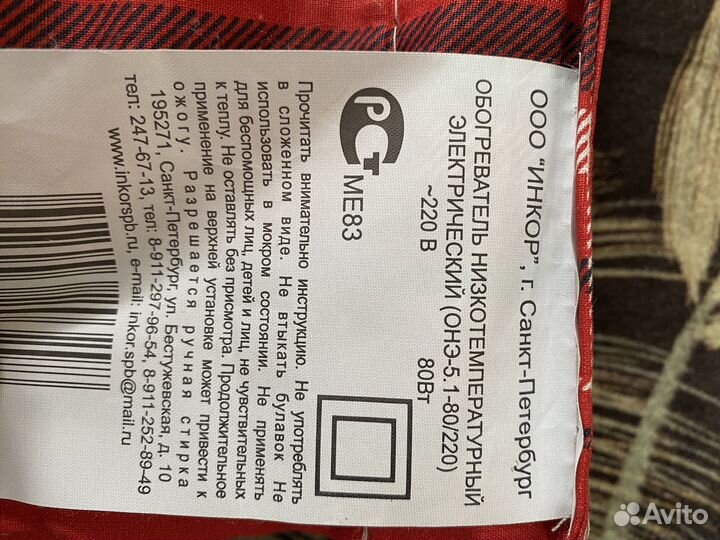 ООО "ИНКОР", г. Санкт-Петербург
ОБОГРЕВАТЕЛЬ НИЗКОТЕМПЕРАТУРНЫЙ
ЭЛЕКТРИЧЕСКИЙ (ОНЭ-5.1-80/220)
~220 В 80Вт
РСТ МЕ83
Прочитать внимательно инструкцию. Не употреблять
в сложенном виде. Не втыкать булавок Не
использовать в мокром состоянии. Не применять
для беспомощных лиц, детей и лиц, не чувствительных
к теплу. Не оставлять без присмотра. Продолжительное
применение на верхней установке может привести к
ожогу. Разрешается ручная стирка
195271, Санкт-Петербург, ул. Бестужевская, д. 10
тел: 247-67-13, тел: 8-911-297-96-54, 8-911-252-89-49
www.inkorspb.ru, e-mail: inkor.spb@mail.ru
Avito